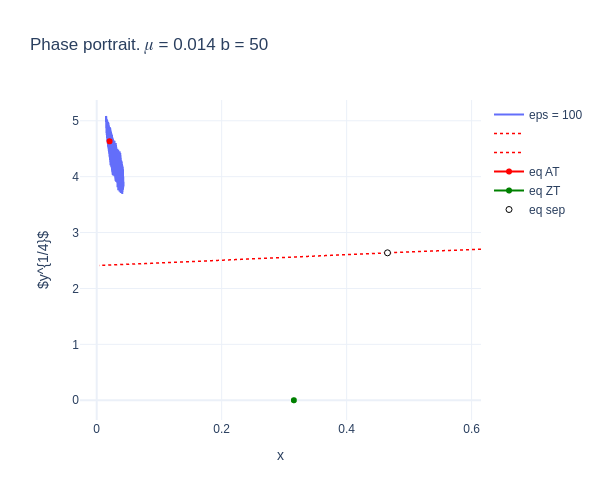 Phase portrait. 𝜇 = 0.014 b = 50
$y^{1/4}$
5
4
3
2
1
0
0
0.2
0.4
0.6
x
eps = 100
eq AT
eq ZT
eq sep